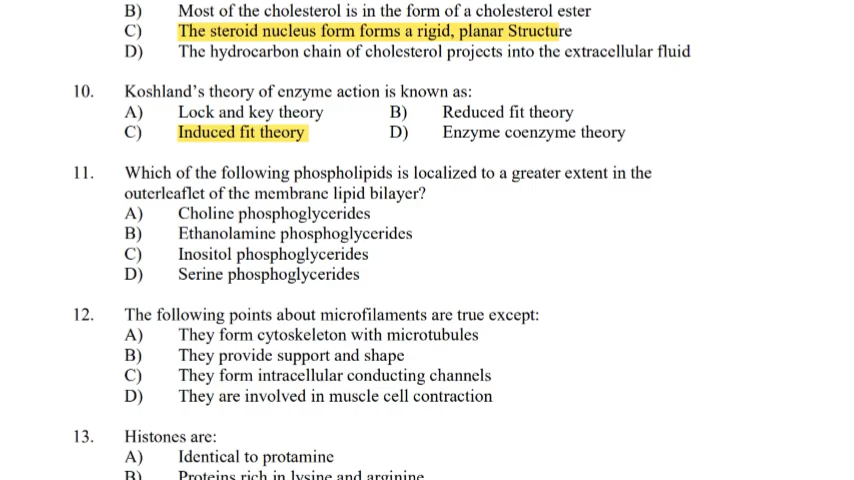 B) Most of the cholesterol is in the form of a cholesterol ester
C) The steroid nucleus form forms a rigid, planar Structure
D) The hydrocarbon chain of cholesterol projects into the extracellular fluid
10. Koshland's theory of enzyme action is known as:
A) Lock and key theory B) Reduced fit theory
C) Induced fit theory D) Enzyme coenzyme theory
11. Which of the following phospholipids is localized to a greater extent in the
outerleaflet of the membrane lipid bilayer?
A) Choline phosphoglycerides
B) Ethanolamine phosphoglycerides
C) Inositol phosphoglycerides
D) Serine phosphoglycerides
12. The following points about microfilaments are true except:
A) They form cytoskeleton with microtubules
B) They provide support and shape
C) They form intracellular conducting channels
D) They are involved in muscle cell contraction
13. Histones are:
A) Identical to protamine
B) Proteins rich in lysine and arginine